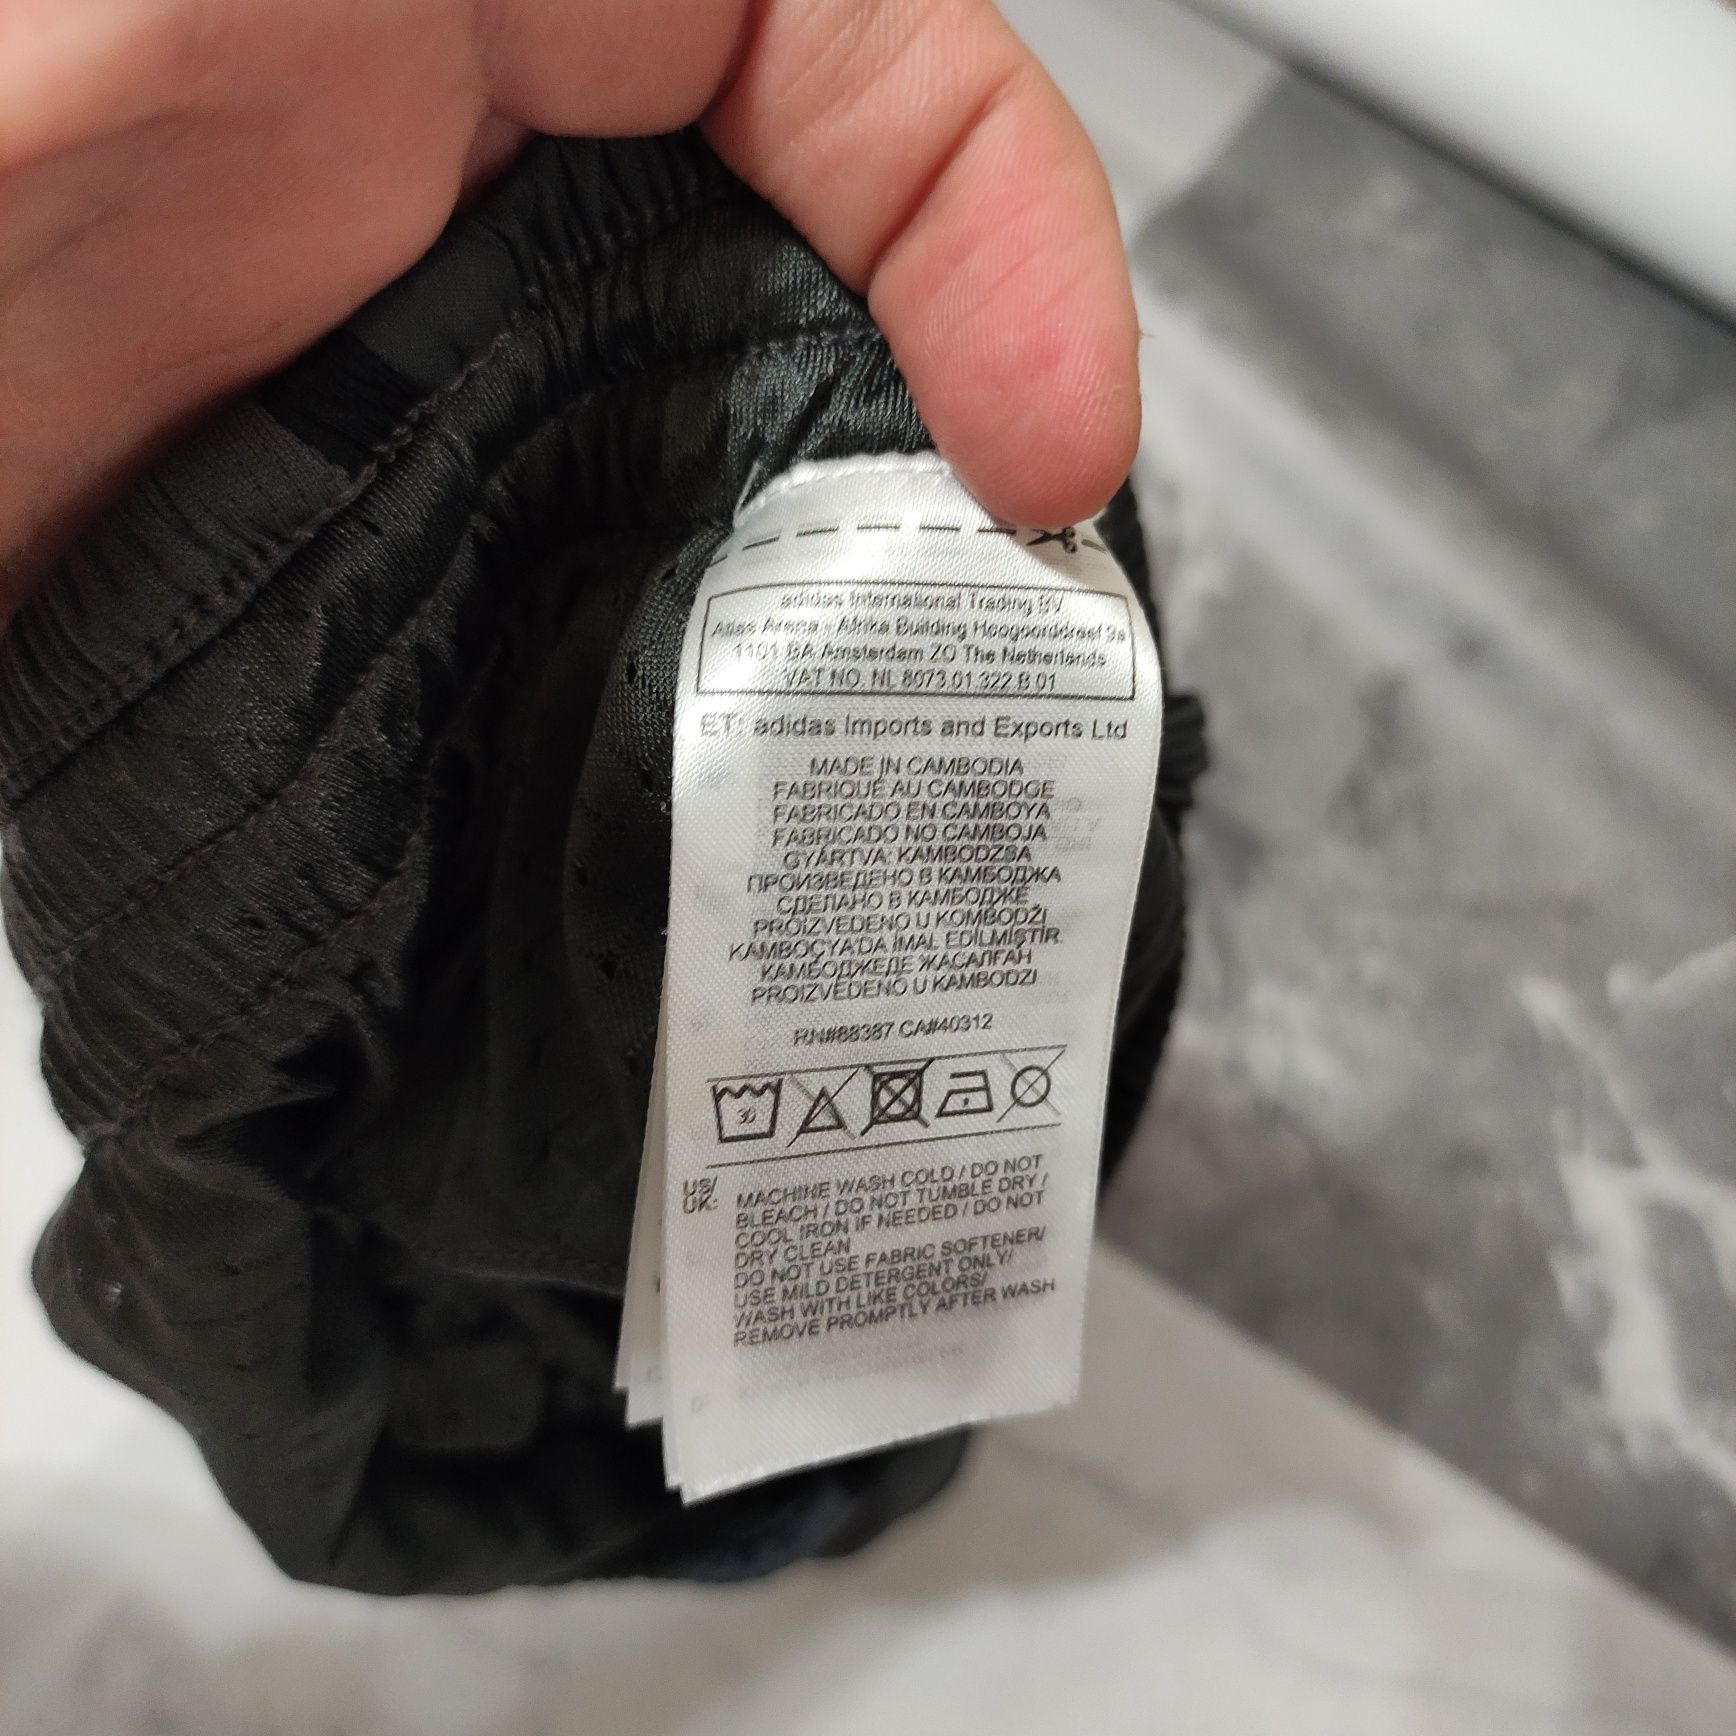 adidas International Trading BV
Atlas Arena - Afrika Building Hoogoorddreef 9a
1101 BA Amsterdam ZO The Netherlands
VAT NO. NL 8073.01.322.B.01
ET: adidas Imports and Exports Ltd
MADE IN CAMBODIA
FABRIQUÉ AU CAMBODGE
FABRICADO EN CAMBOYA
FABRICADO NO CAMBOJA
GYÁRTVA: KAMBODZSA
ПРОИЗВЕДЕНО В КАМБОДЖА
СДЕЛАНО В КАМБОДЖЕ
PROIZVEDENO U KOMBODŽI
KAMBOÇYA'DA İMAL EDİLMİŞTİR.
КАМБОДЖЕДЕ ЖАСАЛҒАН
PROIZVEDENO U KAMBODZI
RN#88387 CA#40312
30
US/
UK:
MACHINE WASH COLD / DO NOT
BLEACH / DO NOT TUMBLE DRY /
COOL IRON IF NEEDED / DO NOT
DRY CLEAN
DO NOT USE FABRIC SOFTENER/
USE MILD DETERGENT ONLY/
WASH WITH LIKE COLORS/
REMOVE PROMPTLY AFTER WASH